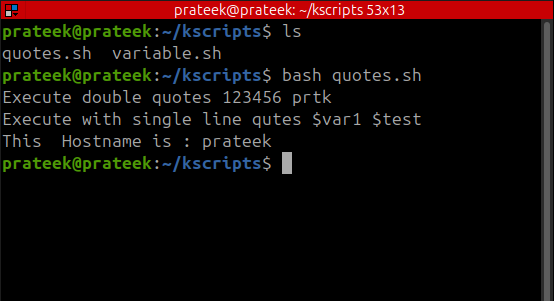 prateek@prateek: ~/kscripts 53x13
prateek@prateek:~/kscripts$ ls
quotes.sh  variable.sh
prateek@prateek:~/kscripts$ bash quotes.sh
Execute double quotes 123456 prtk
Execute with single line qutes $var1 $test
This  Hostname is : prateek
prateek@prateek:~/kscripts$